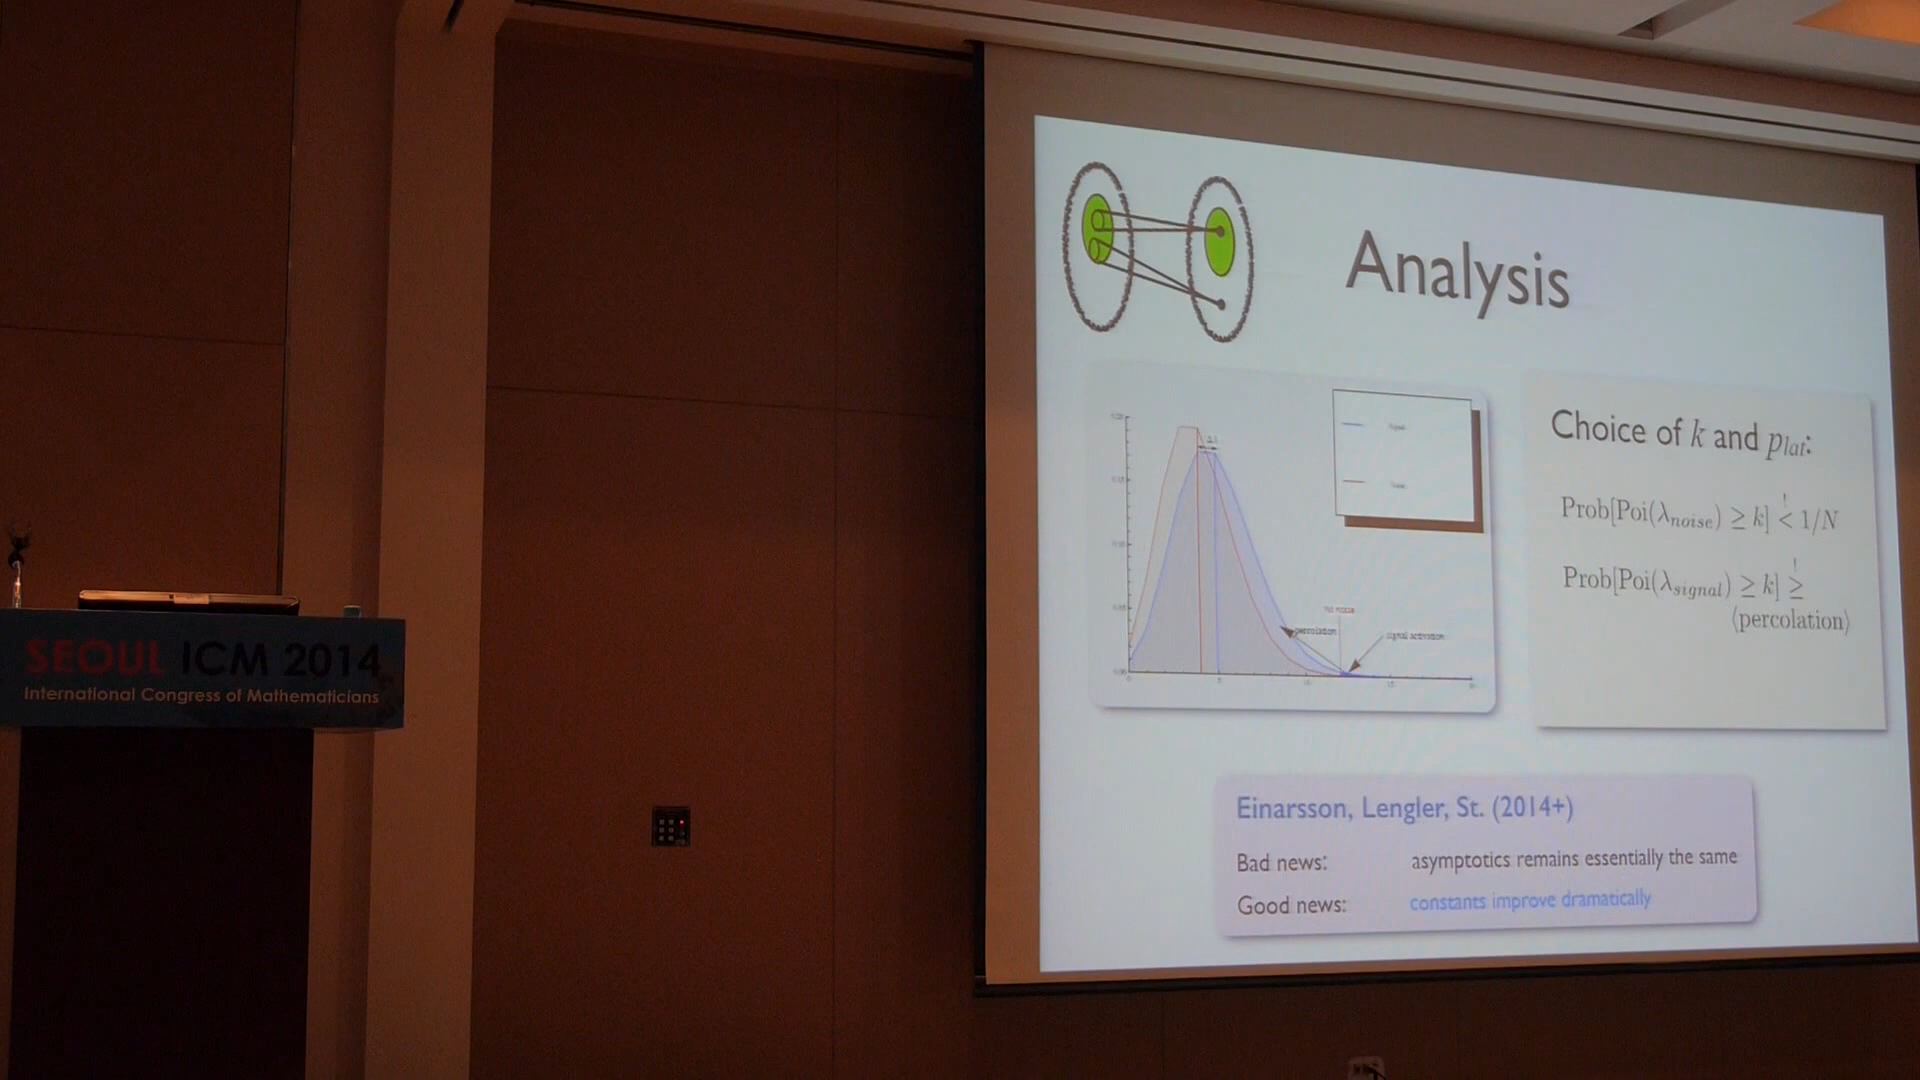 SEOUL ICM 2014
International Congress of Mathematicians
Analysis
percolation
signal activation
Choice of k and p_lat:
Prob[Poi(λ_noise) ≥ k] <! 1/N
Prob[Poi(λ_signal) ≥ k] ≥!
⟨percolation⟩
Einarsson, Lengler, St. (2014+)
Bad news: asymptotics remains essentially the same
Good news: constants improve dramatically